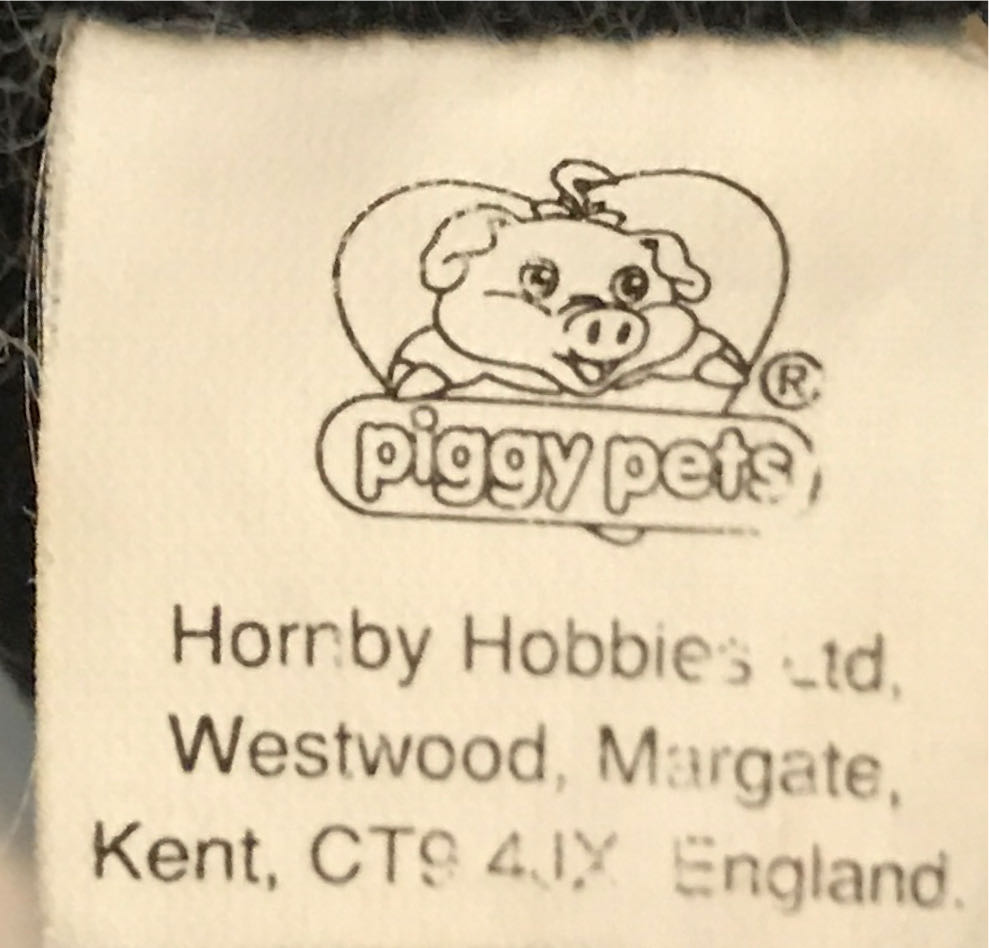 ®
piggy pets
Hornby Hobbies Ltd,
Westwood, Margate,
Kent, CT9 4JX England.